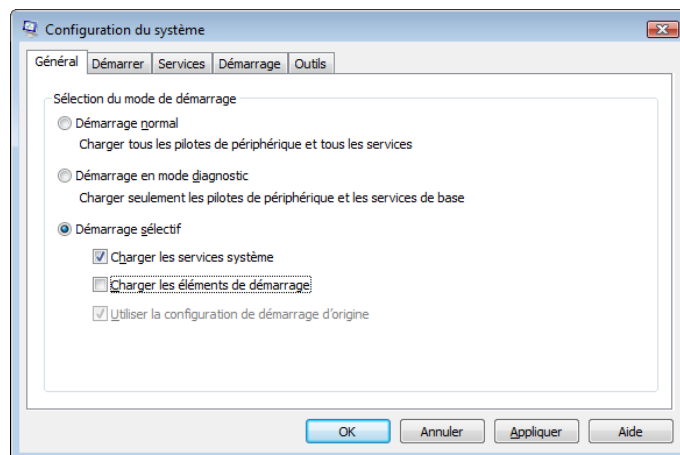 Configuration du système
Général Démarrer Services Démarrage Outils
Sélection du mode de démarrage
Démarrage normal
Charger tous les pilotes de périphérique et tous les services
Démarrage en mode diagnostic
Charger seulement les pilotes de périphérique et les services de base
Démarrage sélectif
Charger les services système
Charger les éléments de démarrage
Utiliser la configuration de démarrage d'origine
OK Annuler Appliquer Aide